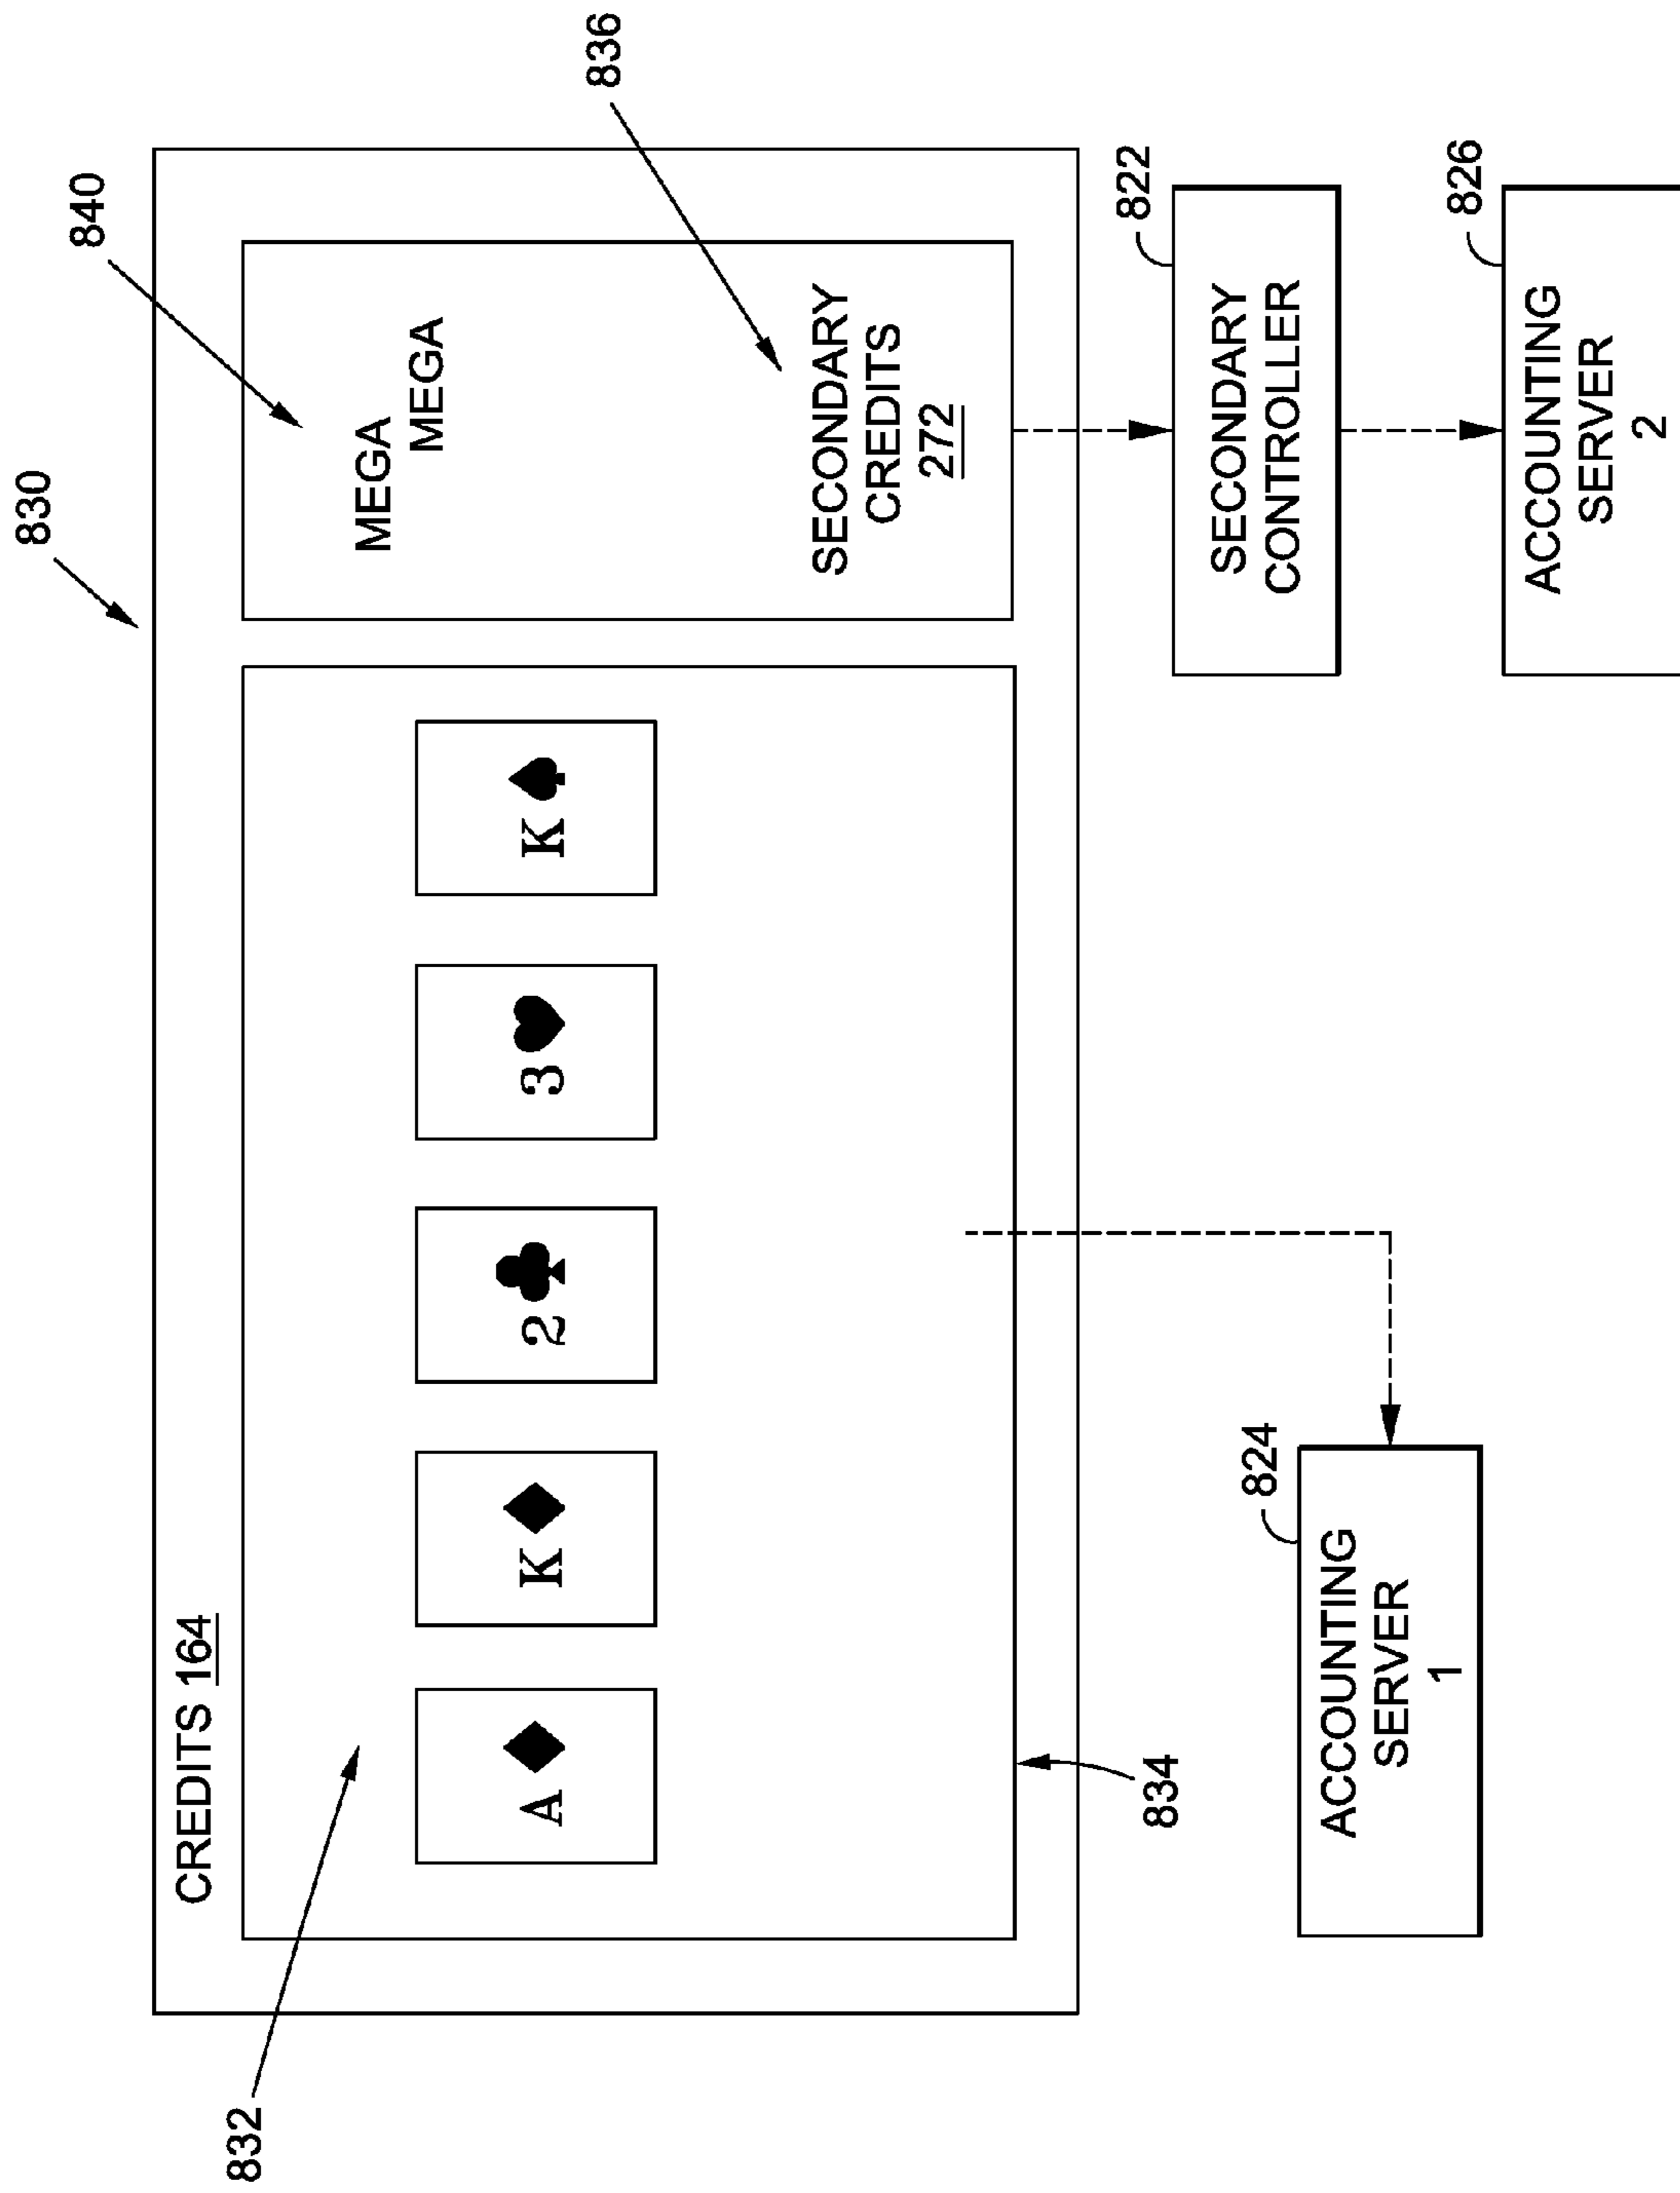 830
840
836
832
CREDITS 164
A♦
K♦
2♣
3♥
K♠
MEGA
MEGA
SECONDARY
CREDITS
272
834
822
SECONDARY
CONTROLLER
824
ACCOUNTING
SERVER
1
826
ACCOUNTING
SERVER
2